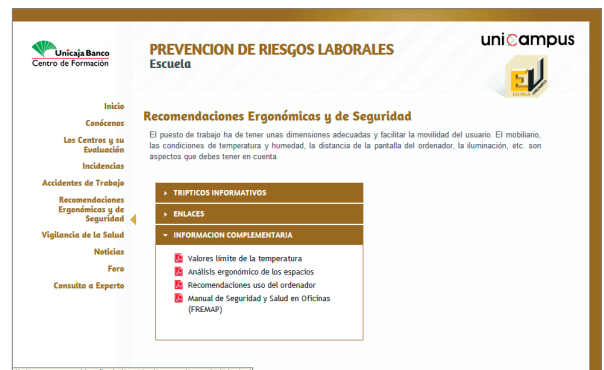 Unicaja Banco
Centro de Formación
PREVENCION DE RIESGOS LABORALES
Escuela
unicampus
EU
ESCUELA
Inicio
Conócenos
Los Centros y su
Evaluación
Incidencias
Accidentes de Trabajo
Recomendaciones
Ergonómicas y de
Seguridad
Vigilancia de la Salud
Noticias
Foro
Consulta a Experto
Recomendaciones Ergonómicas y de Seguridad
El puesto de trabajo ha de tener unas dimensiones adecuadas y facilitar la movilidad del usuario. El mobiliario,
las condiciones de temperatura y humedad, la distancia de la pantalla del ordenador, la iluminación, etc. son
aspectos que debes tener en cuenta.
TRIPTICOS INFORMATIVOS
ENLACES
INFORMACION COMPLEMENTARIA
Valores límite de la temperatura
Análisis ergonómico de los espacios
Recomendaciones uso del ordenador
Manual de Seguridad y Salud en Oficinas
(FREMAP)